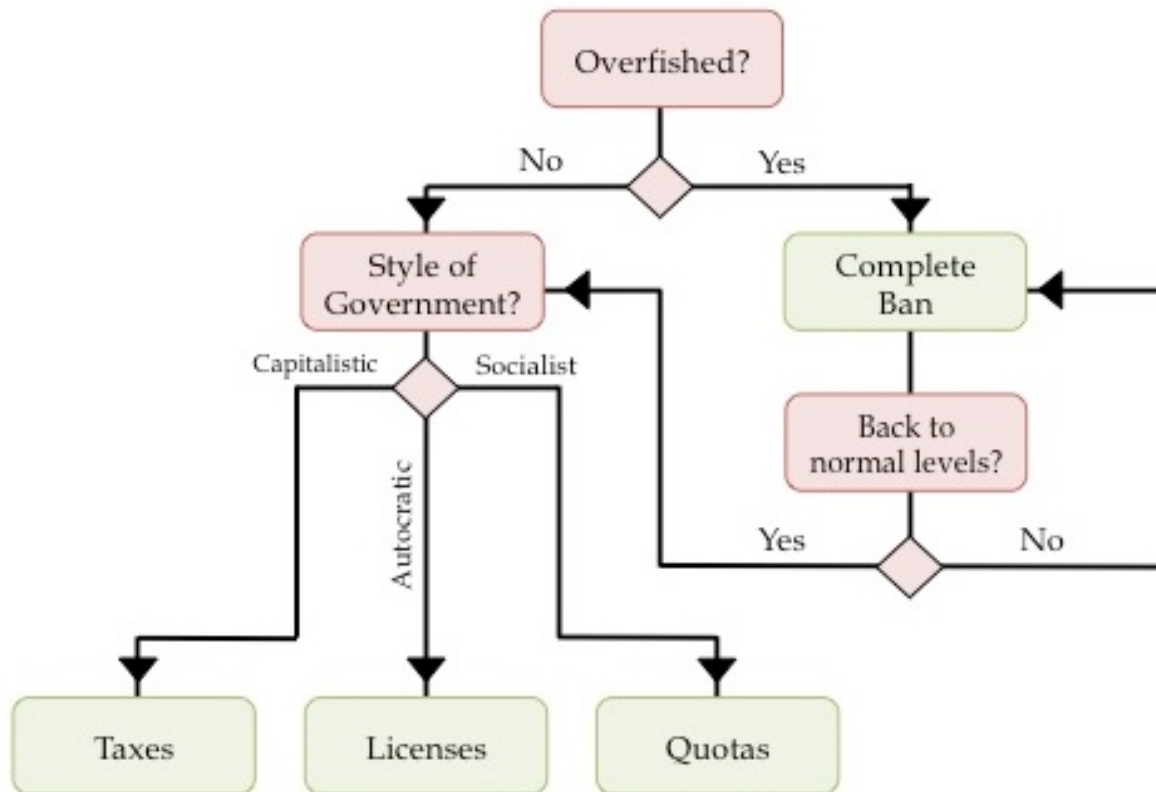 Overfished?
No
Yes
Style of
Government?
Complete
Ban
Capitalistic
Socialist
Autocratic
Back to
normal levels?
Yes
No
Taxes
Licenses
Quotas